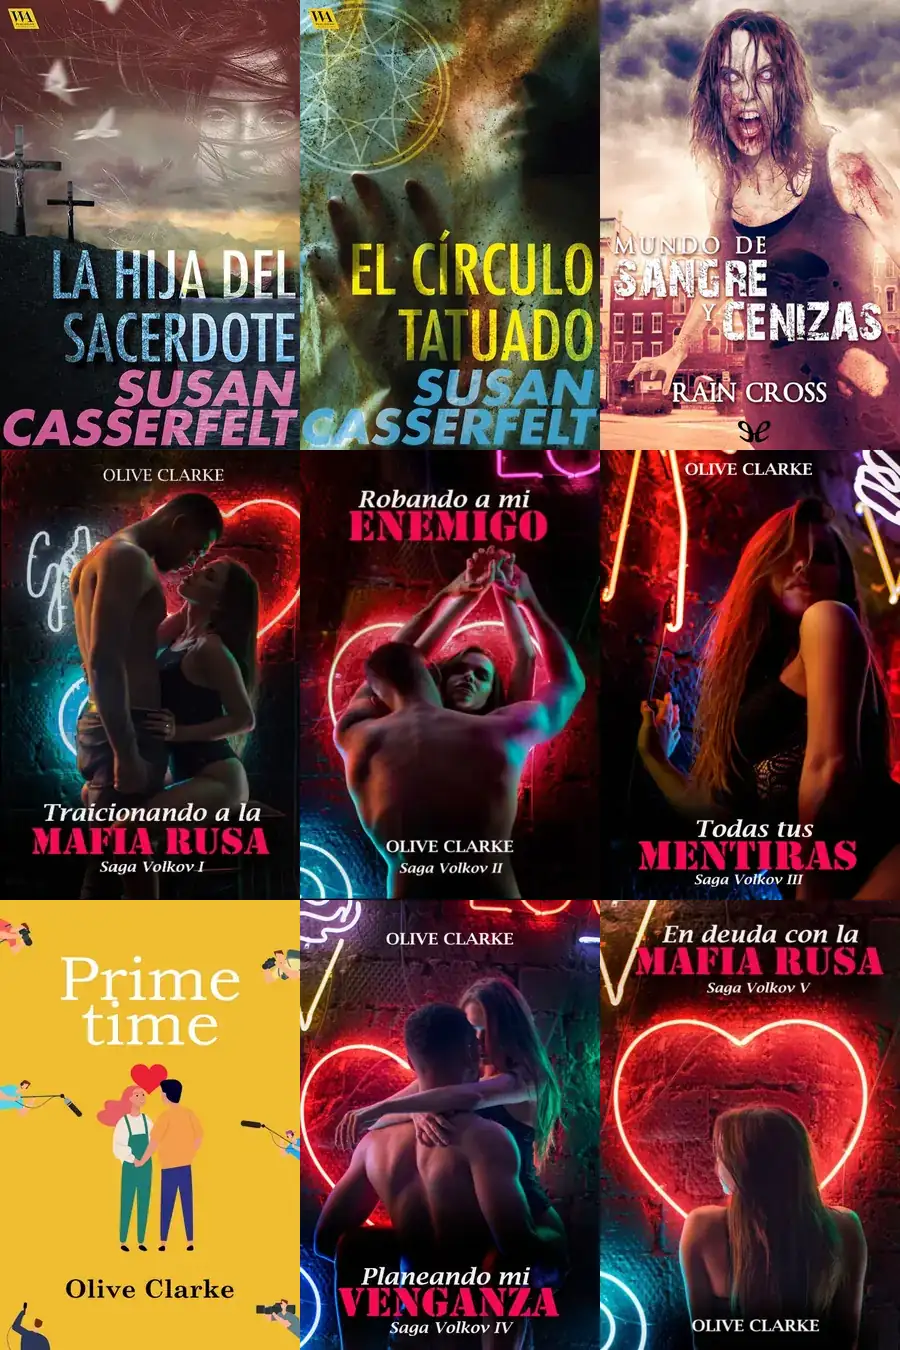 WA
LA HIJA DEL
SACERDOTE
SUSAN
CASSERFELT
WA
EL CÍRCULO
TATUADO
SUSAN
CASSERFELT
MUNDO DE
SANGRE
Y
CENIZAS
RAIN CROSS
OLIVE CLARKE
Traicionando a la
MAFIA RUSA
Saga Volkov I
Robando a mi
ENEMIGO
OLIVE CLARKE
Saga Volkov II
OLIVE CLARKE
Todas tus
MENTIRAS
Saga Volkov III
Prime
time
Olive Clarke
OLIVE CLARKE
Planeando mi
VENGANZA
Saga Volkov IV
En deuda con la
MAFIA RUSA
Saga Volkov V
OLIVE CLARKE